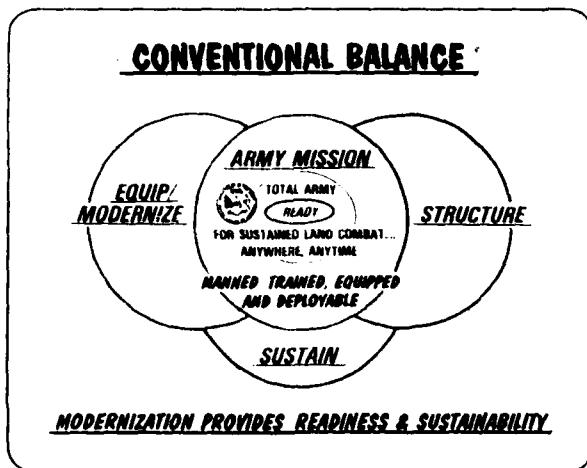 CONVENTIONAL BALANCE
ARMY MISSION
EQUIP/
MODERNIZE
TOTAL ARMY
READY
FOR SUSTAINED LAND COMBAT...
ANYWHERE, ANYTIME
MANNED TRAINED, EQUIPPED
AND DEPLOYABLE
STRUCTURE
SUSTAIN
MODERNIZATION PROVIDES READINESS & SUSTAINABILITY